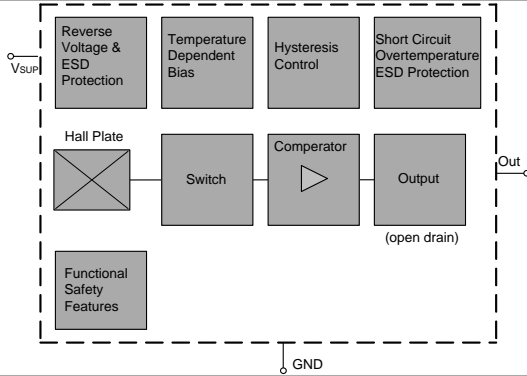 Reverse
Voltage &
ESD
Protection
Temperature
Dependent
Bias
Hysteresis
Control
Short Circuit
Overtemperature
ESD Protection
VSUP
Hall Plate
Switch
Comperator
Output
Out
(open drain)
Functional
Safety
Features
GND